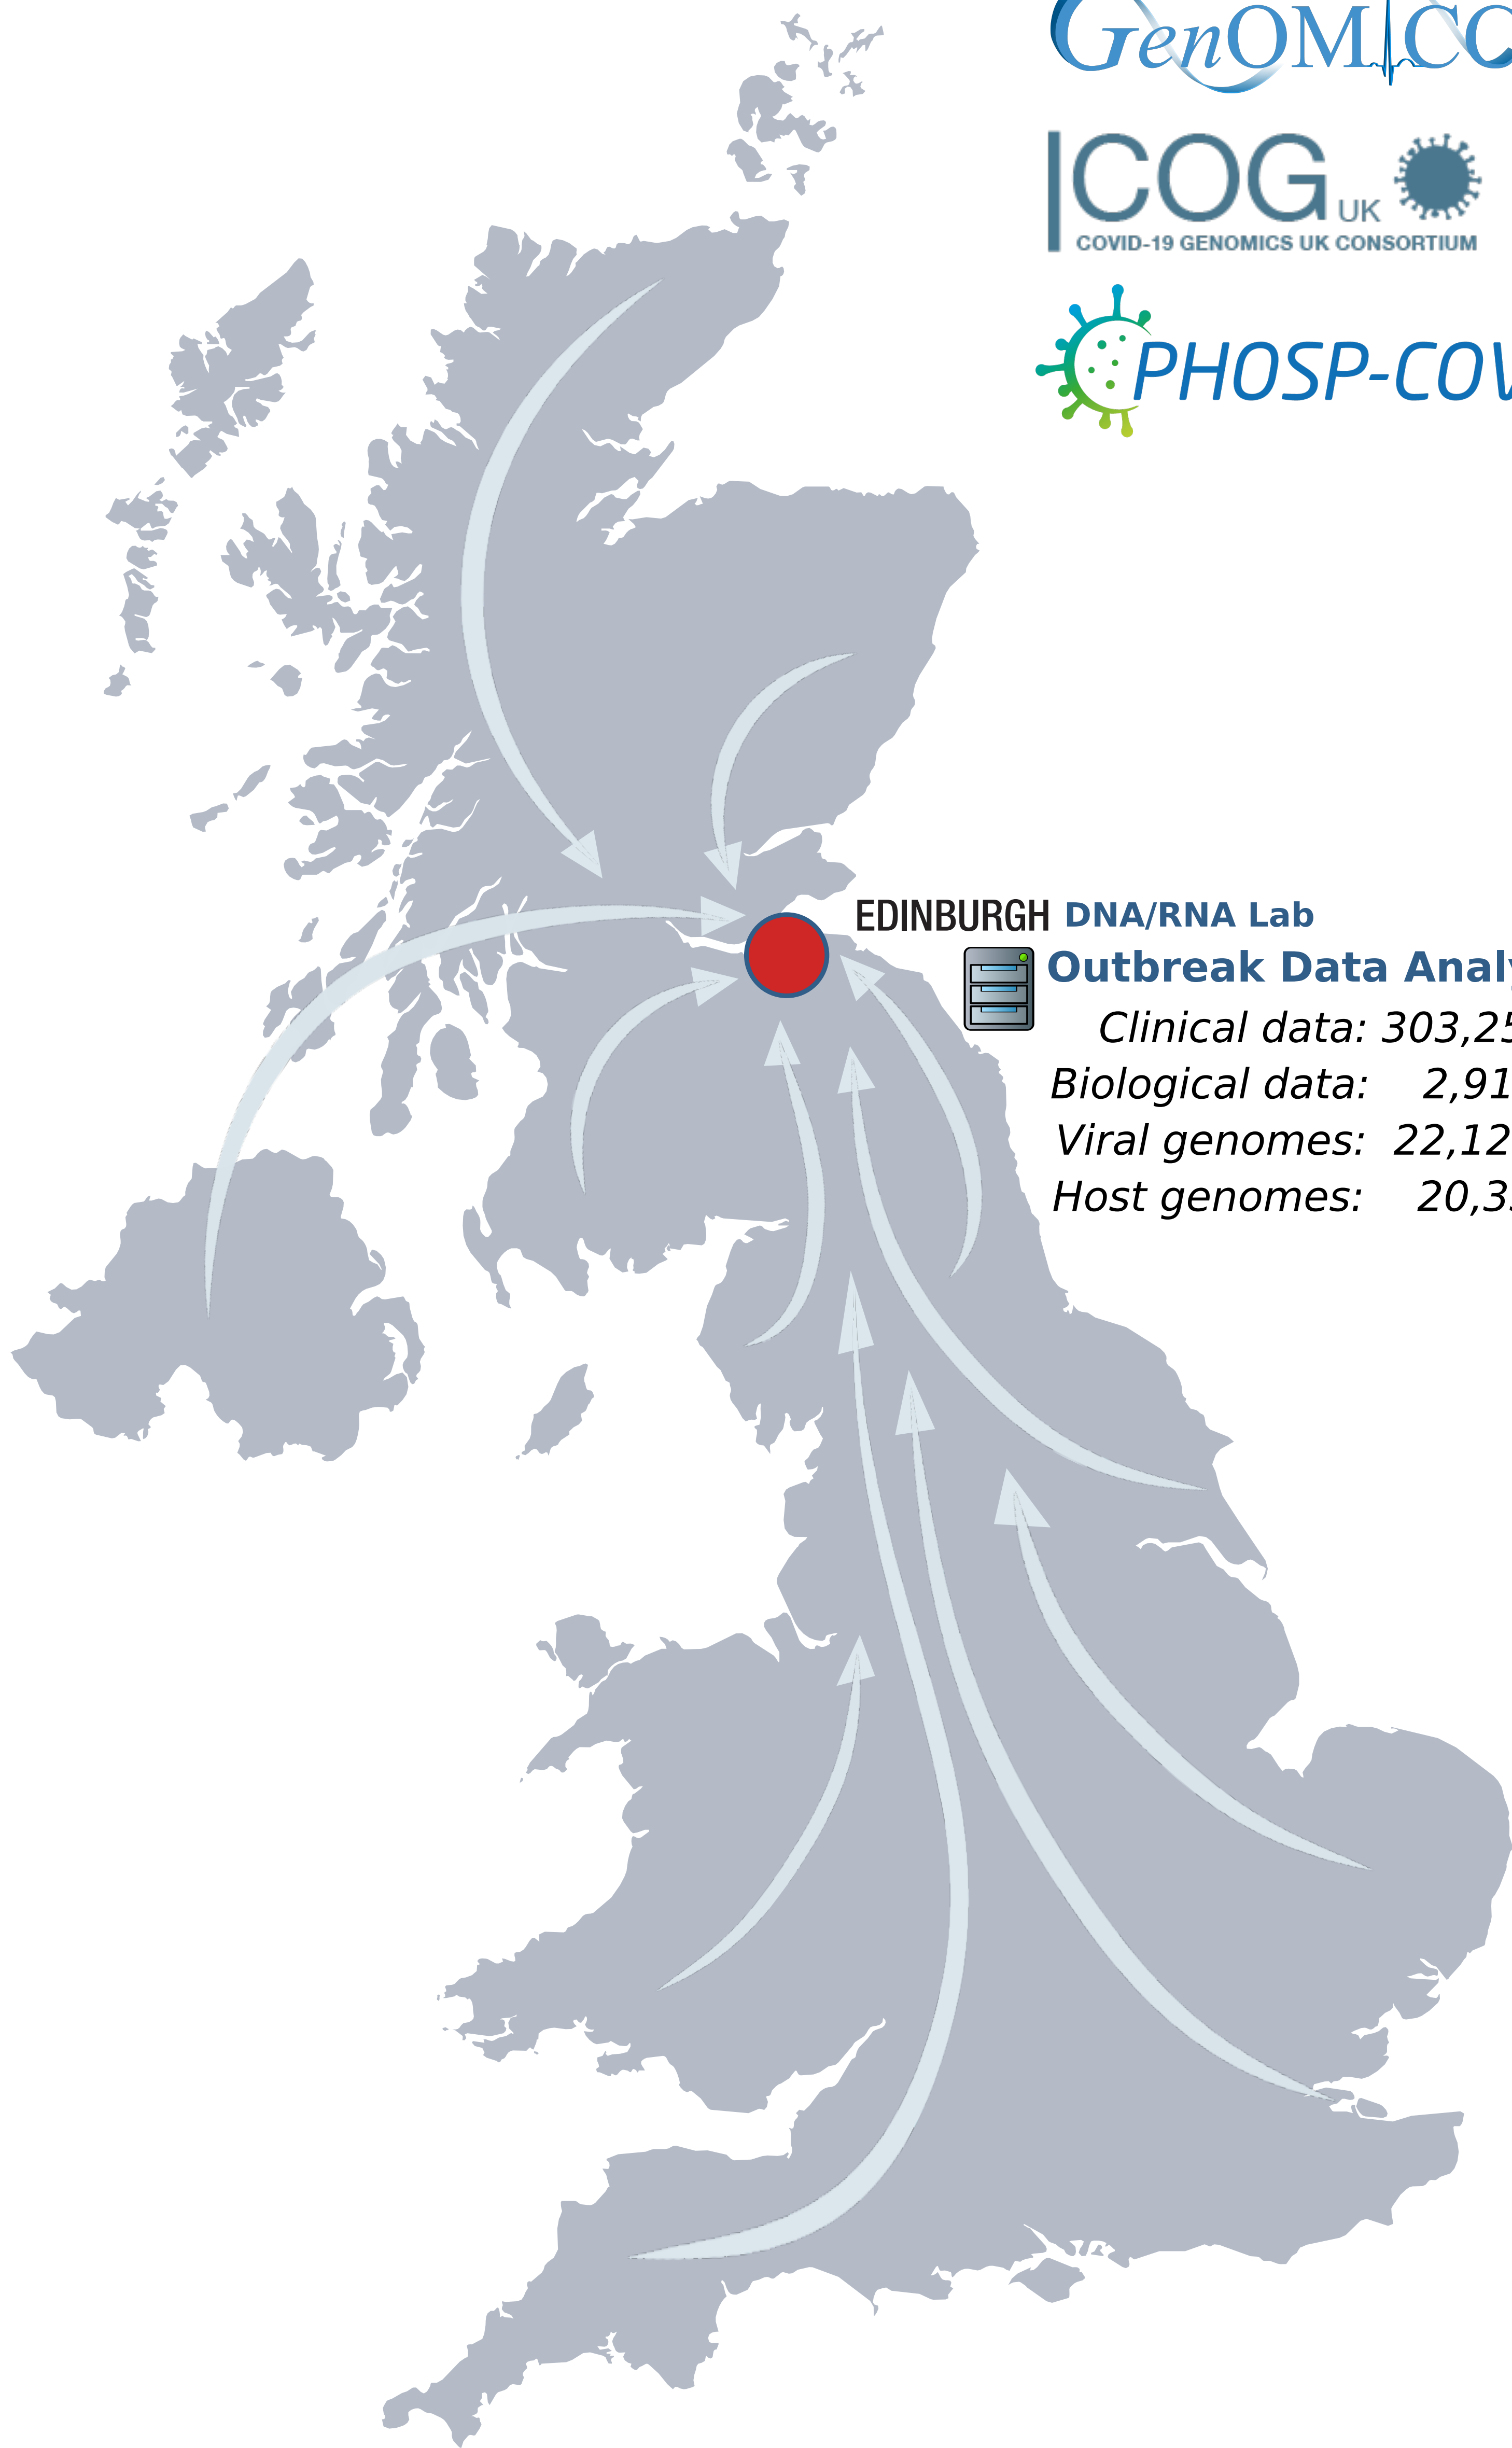 GenOMICC
COG UK
COVID-19 GENOMICS UK CONSORTIUM
PHOSP-COV
EDINBURGH DNA/RNA Lab
Outbreak Data Analy
Clinical data: 303,25
Biological data: 2,91
Viral genomes: 22,12
Host genomes: 20,3